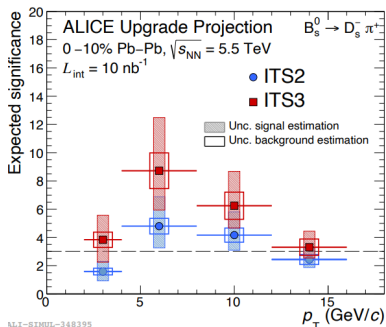 ALICE Upgrade Projection
B⁰ₛ → D⁻ₛ π⁺
0−10% Pb−Pb, √sNN = 5.5 TeV
Lint = 10 nb⁻¹
ITS2
ITS3
Unc. signal estimation
Unc. background estimation
Expected significance
20
18
16
14
12
10
8
6
4
2
0
0 5 10 15
pT (GeV/c)
ALI-SIMUL-348395